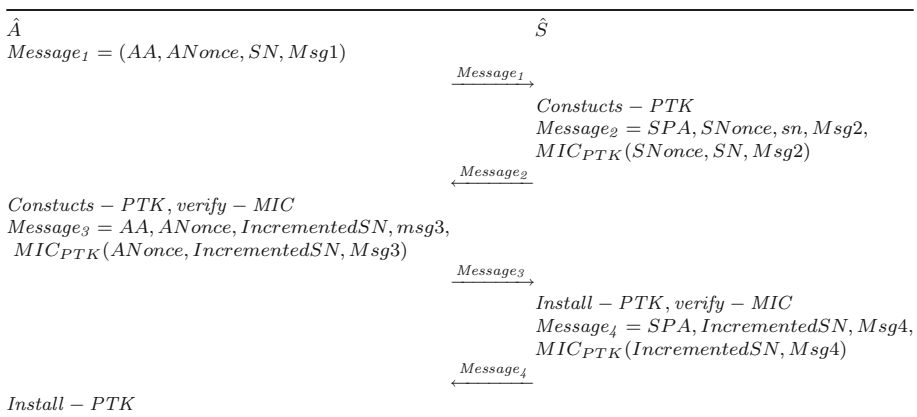 Â Ŝ
Message₁ = (AA, ANonce, SN, Msg1)
Message₁
Constucts − PTK
Message₂ = SPA, SNonce, sn, Msg2,
MIC_PTK(SNonce, SN, Msg2)
Message₂
Constucts − PTK, verify − MIC
Message₃ = AA, ANonce, IncrementedSN, msg3,
MIC_PTK(ANonce, IncrementedSN, Msg3)
Message₃
Install − PTK, verify − MIC
Message₄ = SPA, IncrementedSN, Msg4,
MIC_PTK(IncrementedSN, Msg4)
Message₄
Install − PTK